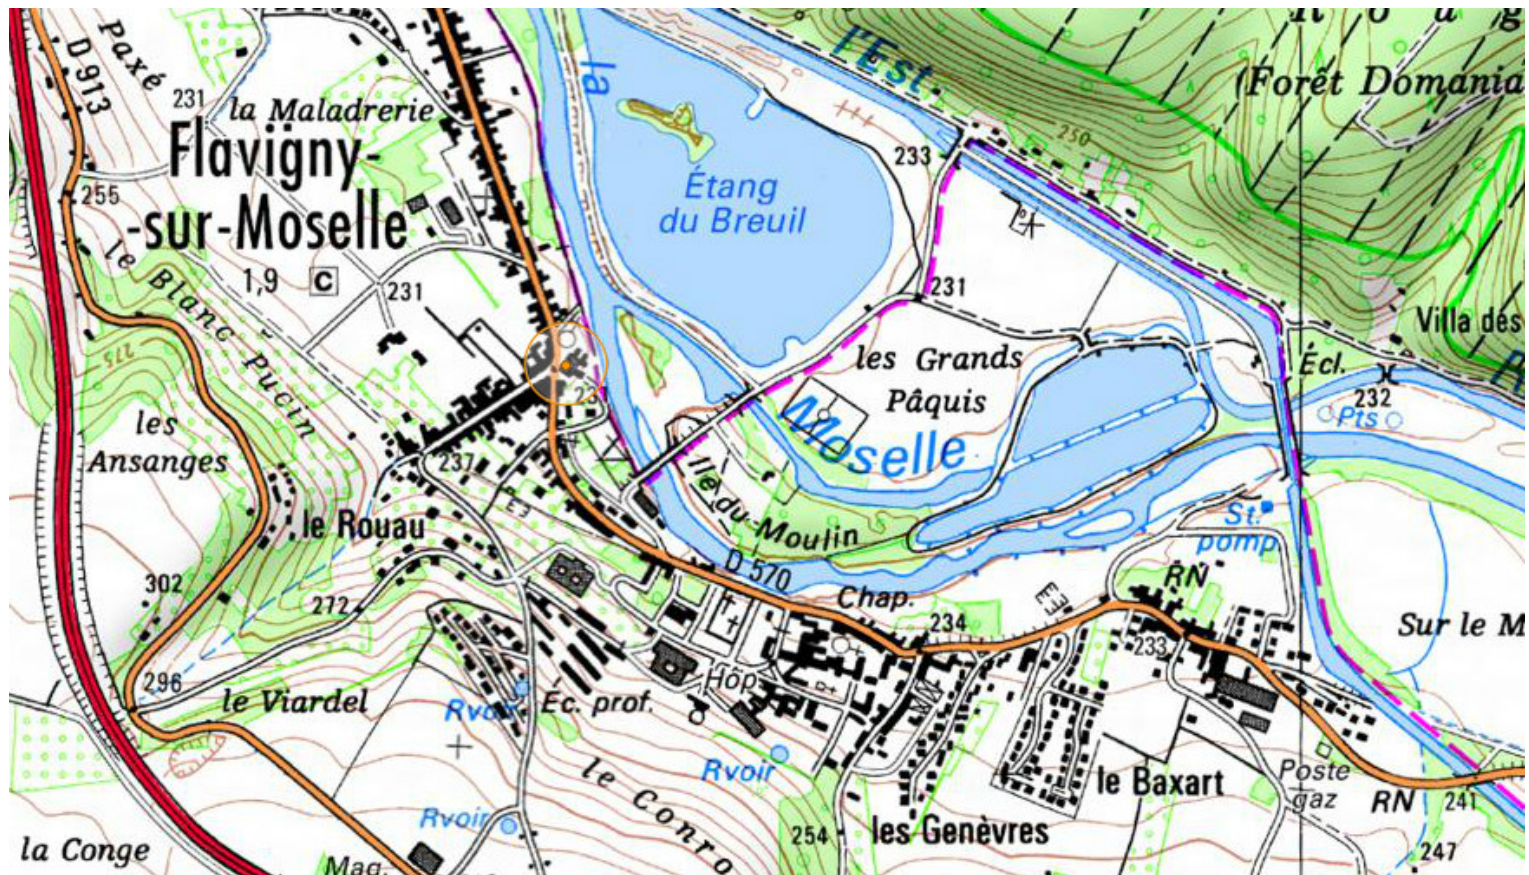 Paxé
D 913
231
la Maladrerie
Flavigny-
-sur-Moselle
1,9
C
255
le Blanc Pucin
275
231
la
l'Est
250
(Forêt Domania
233
Étang
du Breuil
231
les Grands
Pâquis
Villa des
Écl.
232
Pts
Moselle
les
Ansanges
237
le Rouau
Ile du Moulin
D 570
St.
pomp.
302
272
Chap.
234
RN
233
Sur le M
296
le Viardel
Rvoir
Éc. prof.
Hôp.
Rvoir
le Baxart
Poste
gaz
RN
241
Rvoir
le Conro
254
les Genèvres
247
la Conge
Mag.